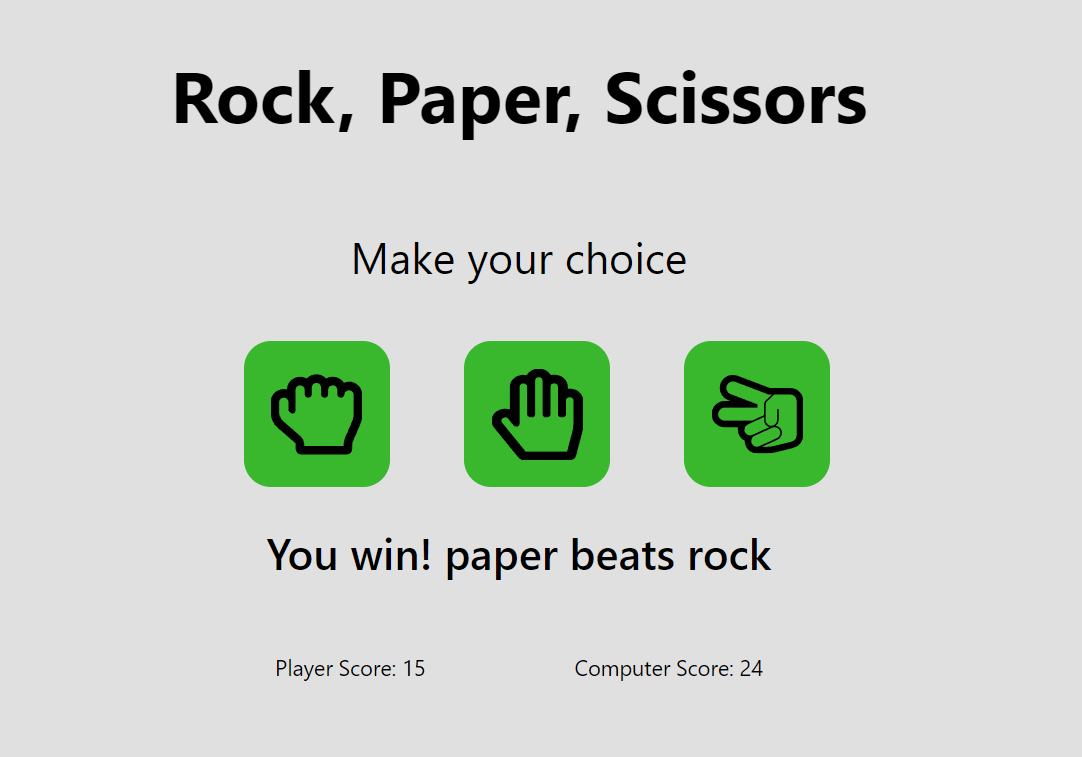 Rock, Paper, Scissors
Make your choice
You win! paper beats rock
Player Score: 15
Computer Score: 24